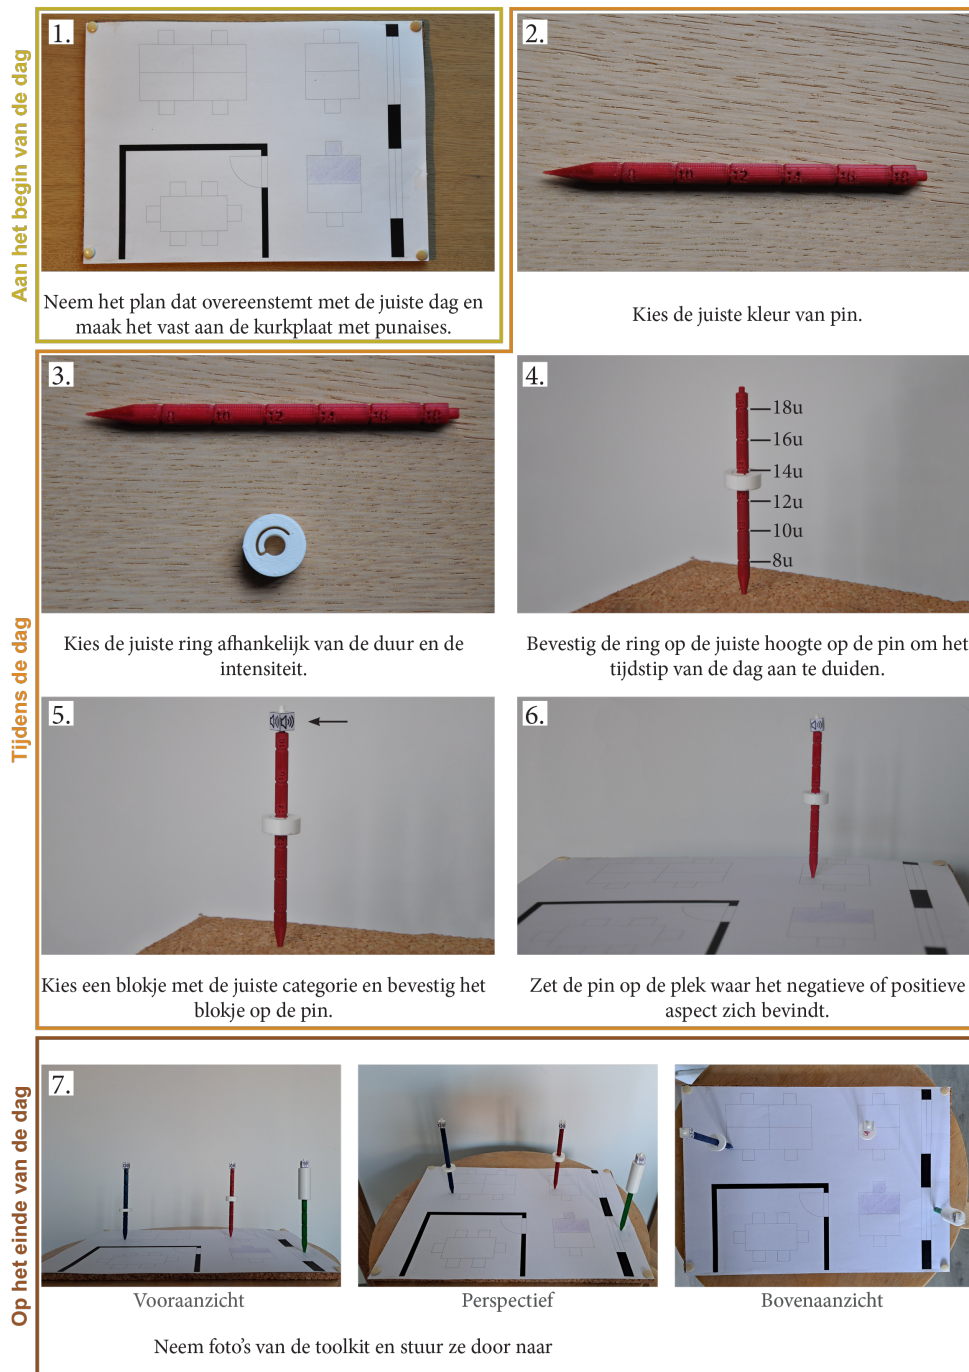 Aan het begin van de dag
1.
Neem het plan dat overeenstemt met de juiste dag en
maak het vast aan de kurkplaat met punaises.
2.
Kies de juiste kleur van pin.
Tijdens de dag
3.
Kies de juiste ring afhankelijk van de duur en de
intensiteit.
4.
18u
16u
14u
12u
10u
8u
Bevestig de ring op de juiste hoogte op de pin om het
tijdstip van de dag aan te duiden.
5.
Kies een blokje met de juiste categorie en bevestig het
blokje op de pin.
6.
Zet de pin op de plek waar het negatieve of positieve
aspect zich bevindt.
Op het einde van de dag
7.
Vooraanzicht
Perspectief
Bovenaanzicht
Neem foto's van de toolkit en stuur ze door naar